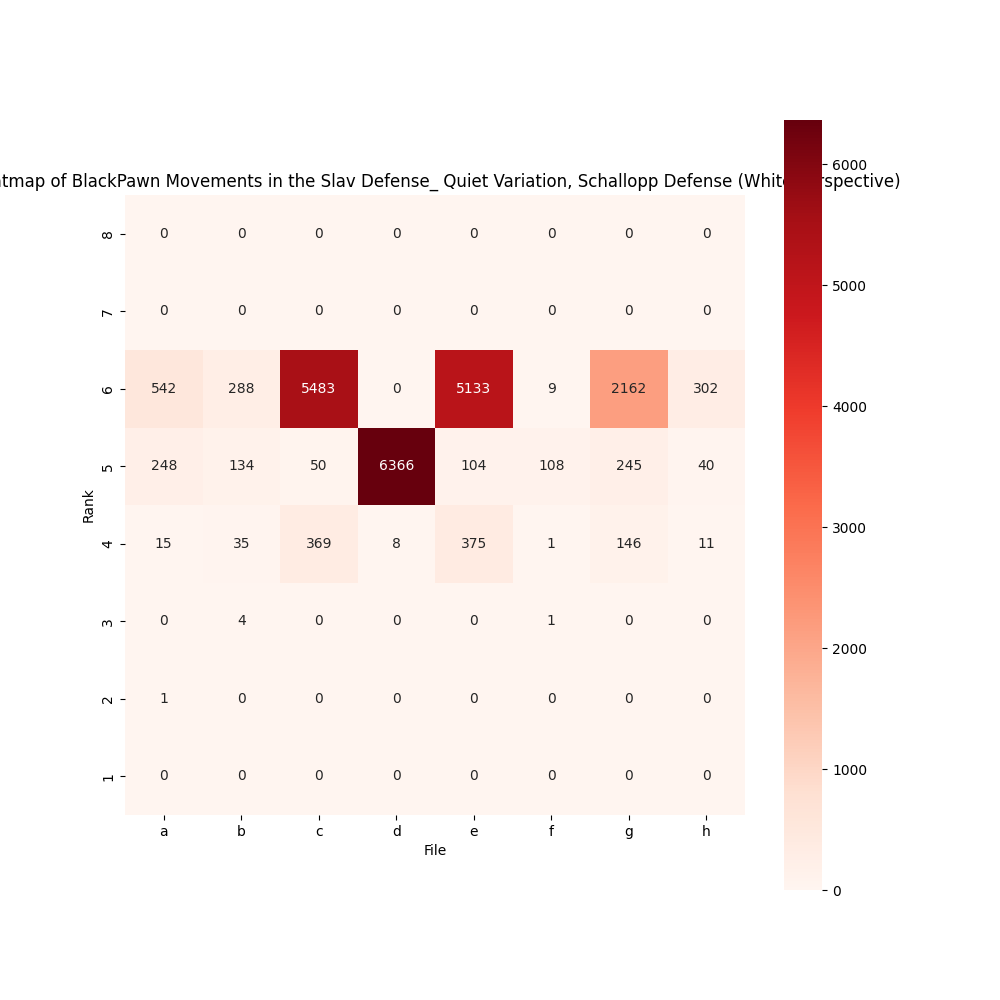 tmap of BlackPawn Movements in the Slav Defense_ Quiet Variation, Schallopp Defense (White rspective)
8 0 0 0 0 0 0 0 0
7 0 0 0 0 0 0 0 0
6 542 288 5483 0 5133 9 2162 302
5 248 134 50 6366 104 108 245 40
4 15 35 369 8 375 1 146 11
3 0 4 0 0 0 1 0 0
2 1 0 0 0 0 0 0 0
1 0 0 0 0 0 0 0 0
Rank
a b c d e f g h
File
6000
5000
4000
3000
2000
1000
0